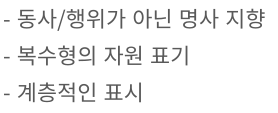 - 동사/행위가 아닌 명사 지향
- 복수형의 자원 표기
- 계층적인 표시